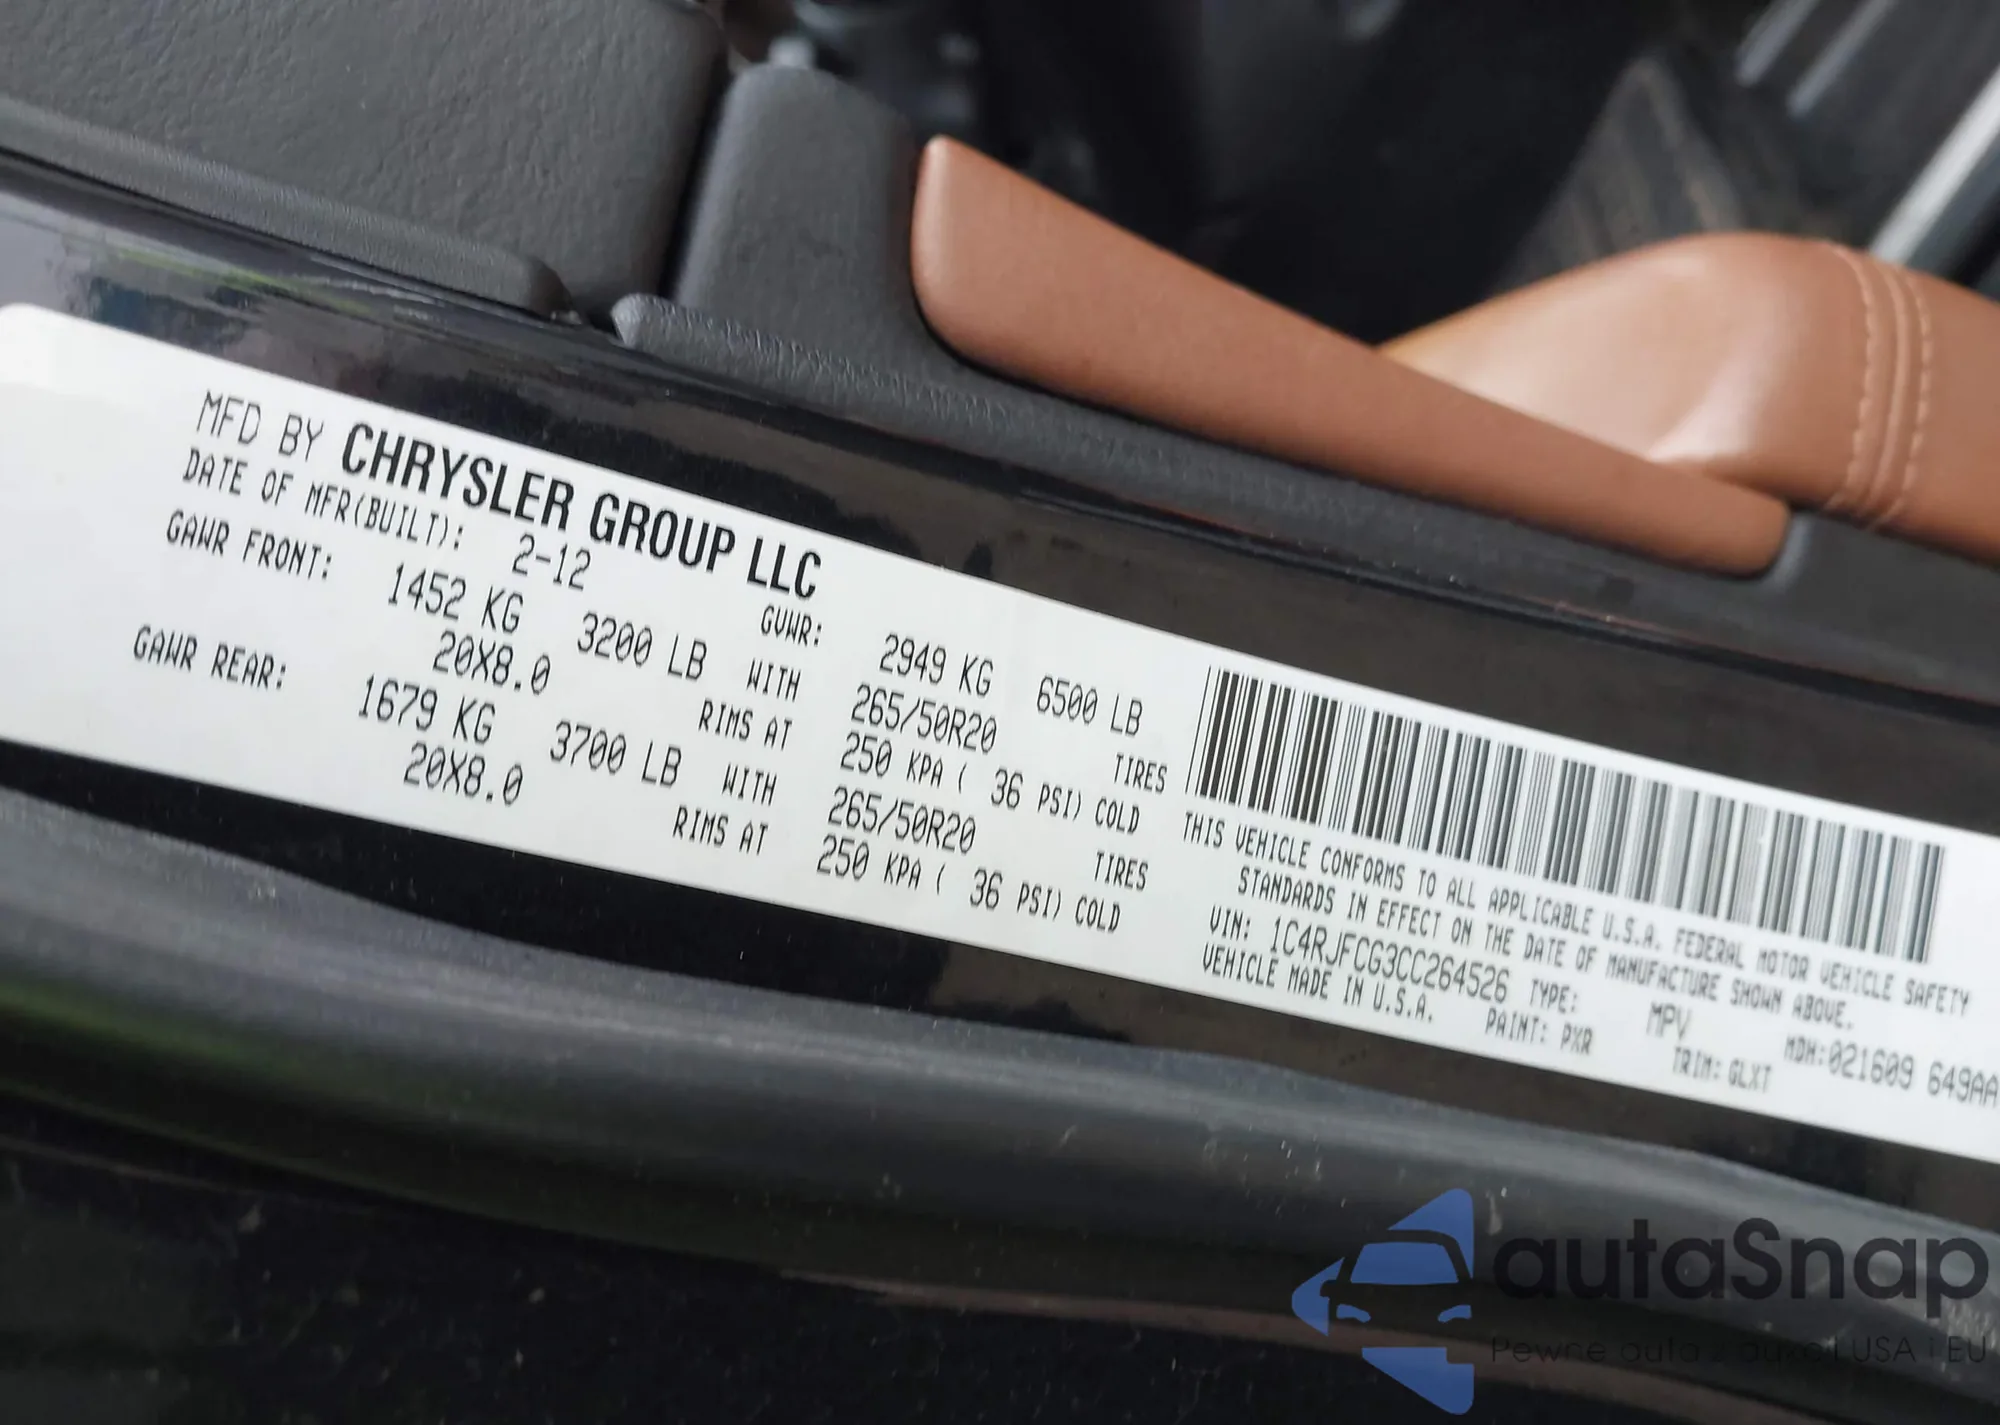 MFD BY CHRYSLER GROUP LLC
DATE OF MFR(BUILT): 2-12 GVWR: 2949 KG 6500 LB
GAWR FRONT: 1452 KG 3200 LB WITH 265/50R20 TIRES
20X8.0 RIMS AT 250 KPA ( 36 PSI) COLD
GAWR REAR: 1679 KG 3700 LB WITH 265/50R20 TIRES
20X8.0 RIMS AT 250 KPA ( 36 PSI) COLD
THIS VEHICLE CONFORMS TO ALL APPLICABLE U.S.A. FEDERAL MOTOR VEHICLE SAFETY
STANDARDS IN EFFECT ON THE DATE OF MANUFACTURE SHOWN ABOVE.
VIN: 1C4RJFCG3CC264526 TYPE: MPV MDH:021609 649AA
VEHICLE MADE IN U.S.A. PAINT: PXR TRIM: GLXT
autaSnap
Pewne auta z USA i EU